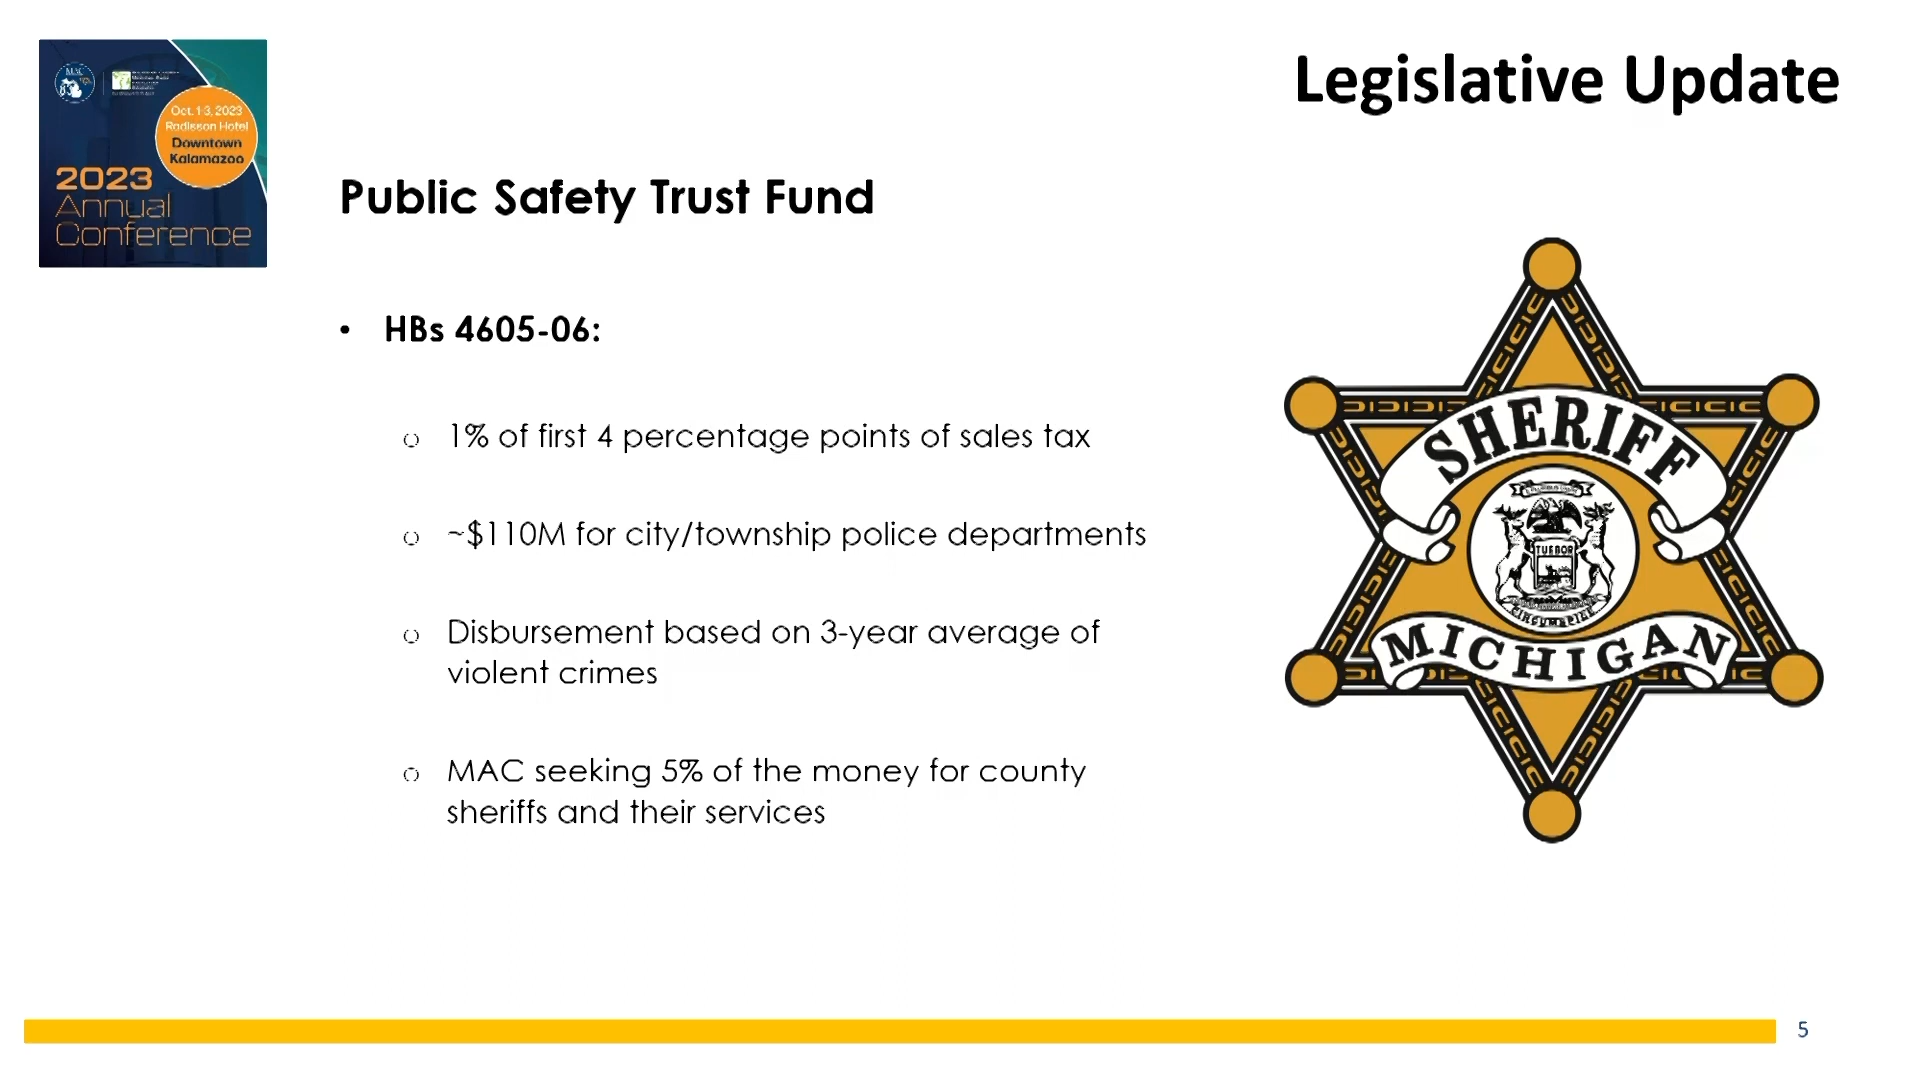 Legislative Update
MAC
Oct. 1-3, 2023
Radisson Hotel
Downtown
Kalamazoo
2023
Annual
Conference
Public Safety Trust Fund
• HBs 4605-06:
o 1% of first 4 percentage points of sales tax
o ~$110M for city/township police departments
o Disbursement based on 3-year average of
violent crimes
o MAC seeking 5% of the money for county
sheriffs and their services
SHERIFF
TUEBOR
CIRCUMSPICE
MICHIGAN
5